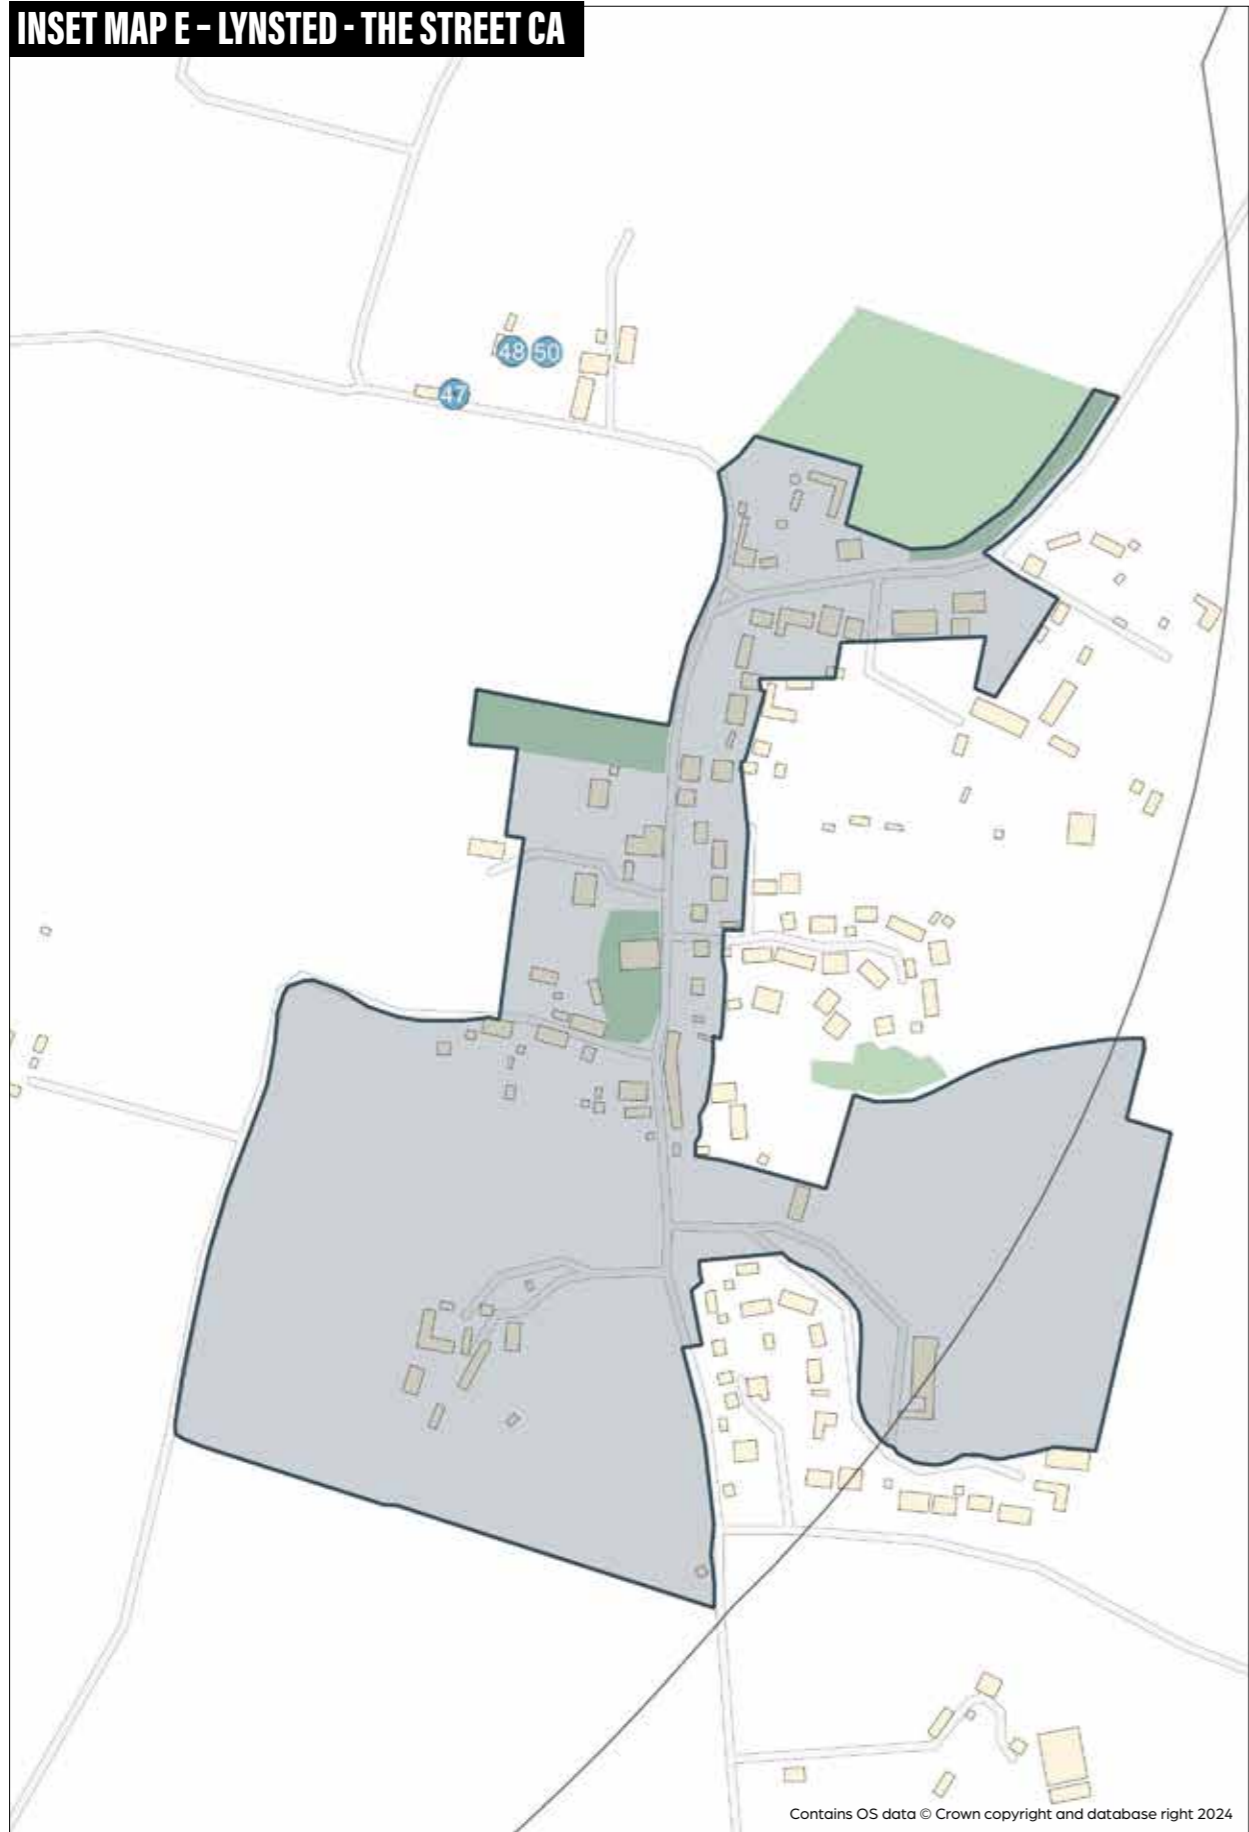 INSET MAP E – LYNSTED - THE STREET CA
48 50
47
Contains OS data © Crown copyright and database right 2024